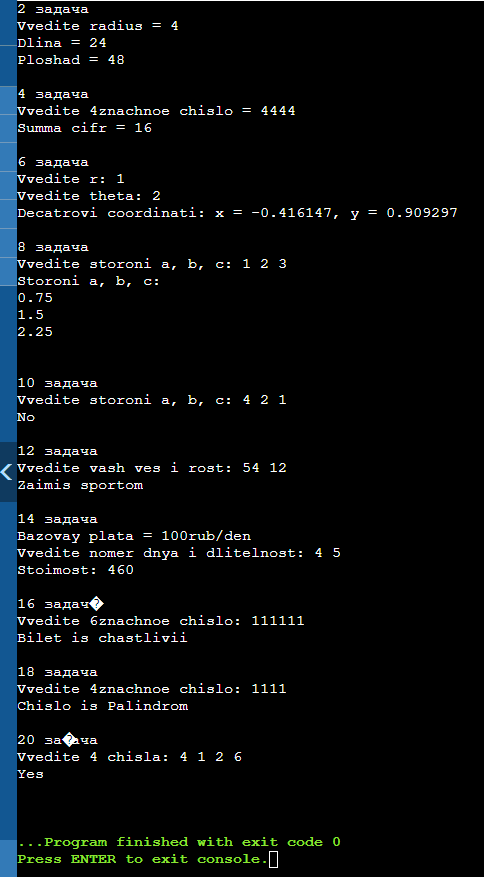 2 задача
Vvedite radius = 4
Dlina = 24
Ploshad = 48
4 задача
Vvedite 4znachnoe chislo = 4444
Summa cifr = 16
6 задача
Vvedite r: 1
Vvedite theta: 2
Decatrovi coordinati: x = -0.416147, y = 0.909297
8 задача
Vvedite storoni a, b, c: 1 2 3
Storoni a, b, c:
0.75
1.5
2.25
10 задача
Vvedite storoni a, b, c: 4 2 1
No
12 задача
Vvedite vash ves i rost: 54 12
Zaimis sportom
14 задача
Bazovay plata = 100rub/den
Vvedite nomer dnya i dlitelnost: 4 5
Stoimost: 460
16 задач�
Vvedite 6znachnoe chislo: 111111
Bilet is chastlivii
18 задача
Vvedite 4znachnoe chislo: 1111
Chislo is Palindrom
20 за�ача
Vvedite 4 chisla: 4 1 2 6
Yes
...Program finished with exit code 0
Press ENTER to exit console.